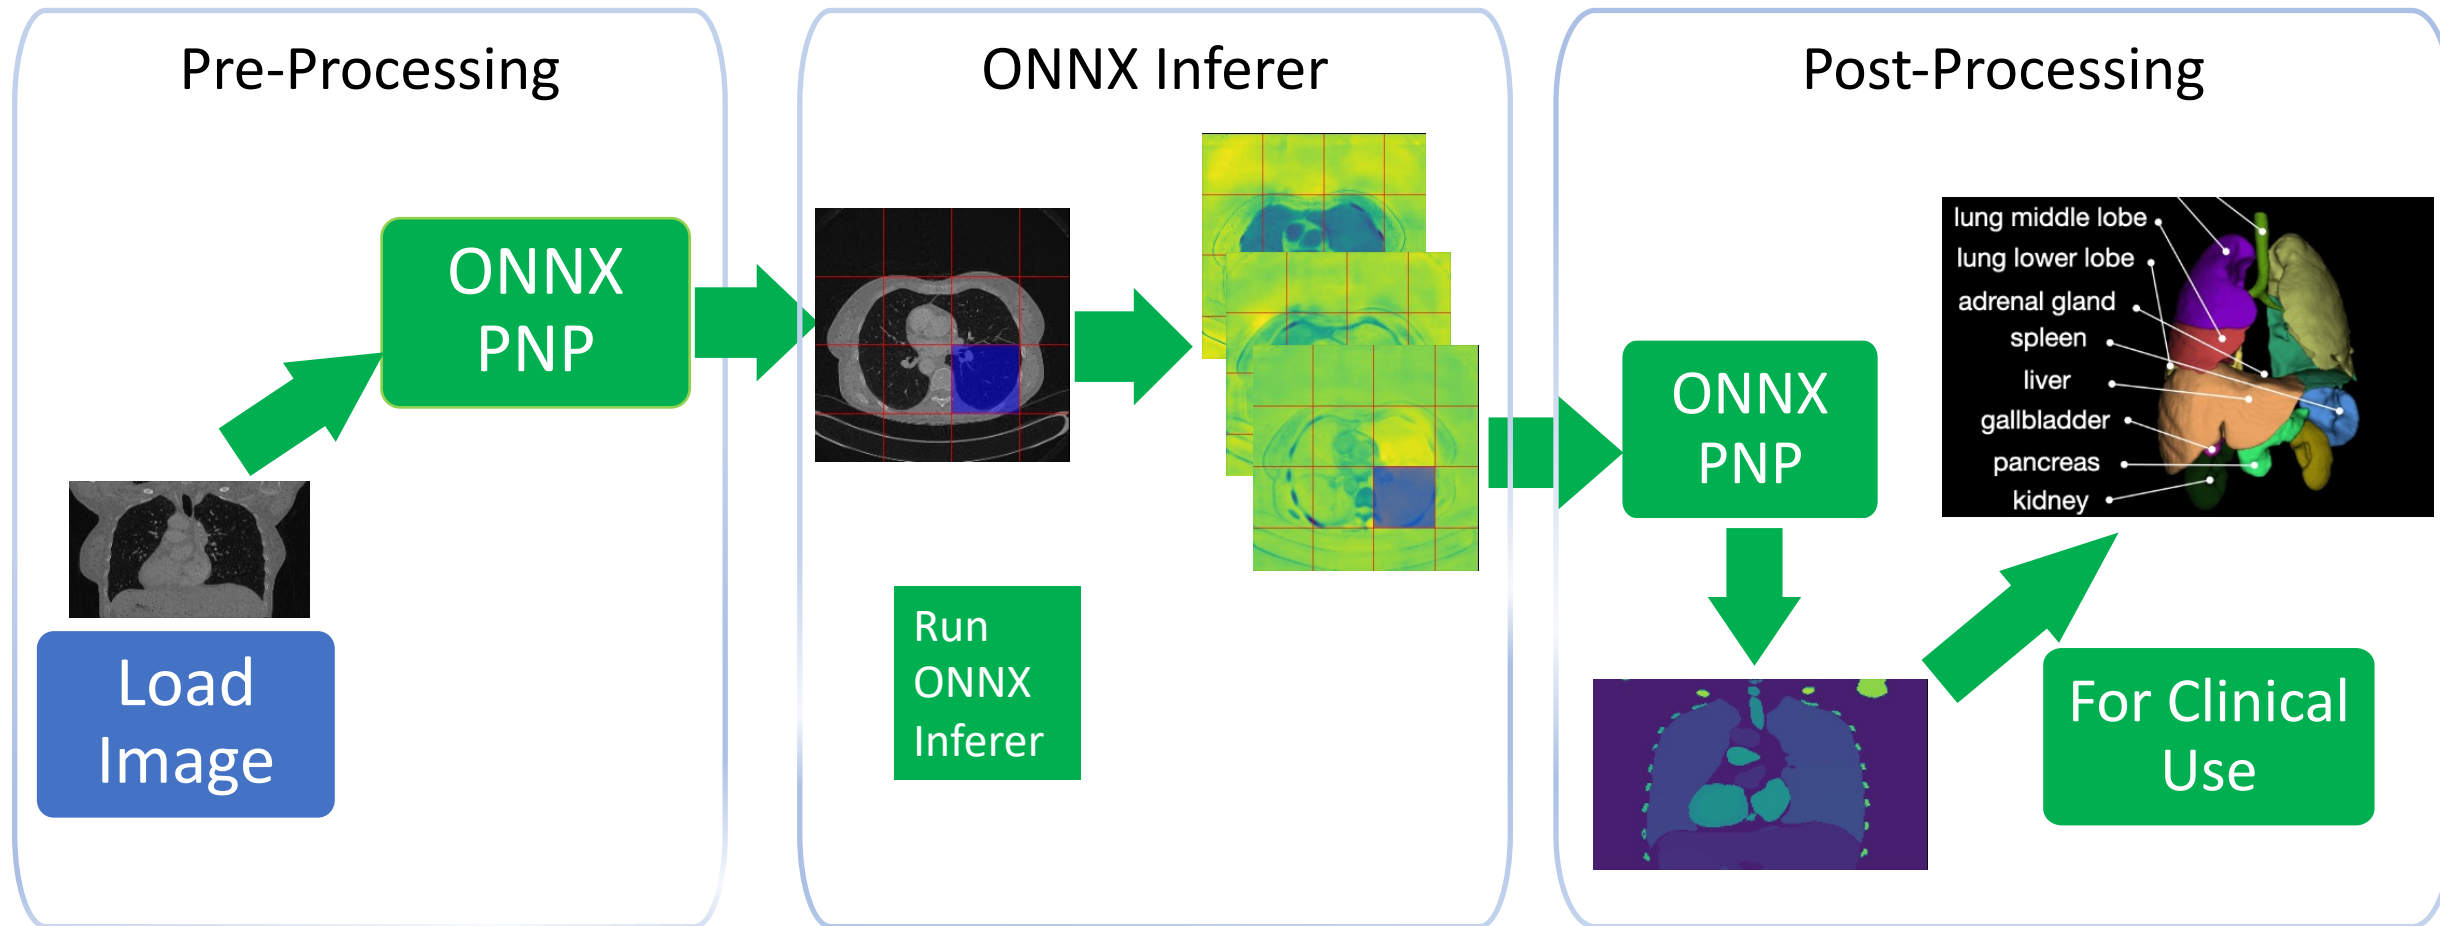 Pre-Processing
ONNX
PNP
Load
Image
ONNX Inferer
Run
ONNX
Inferer
Post-Processing
ONNX
PNP
lung middle lobe
lung lower lobe
adrenal gland
spleen
liver
gallbladder
pancreas
kidney
For Clinical
Use